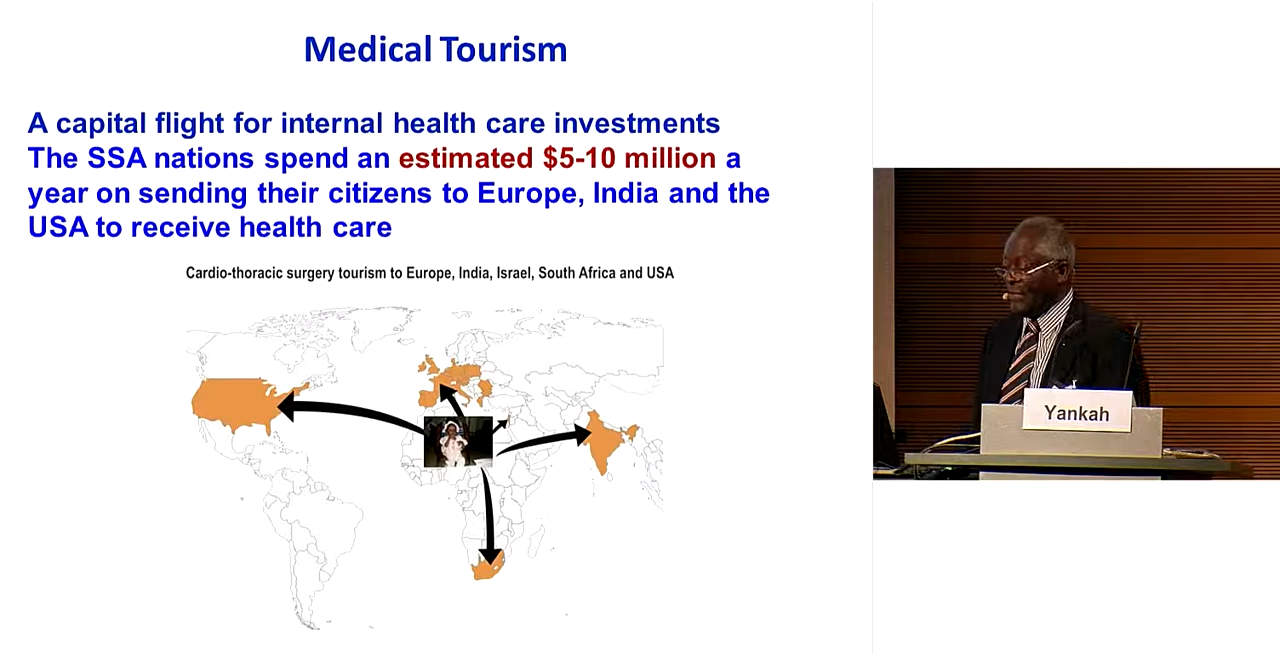 Medical Tourism
A capital flight for internal health care investments
The SSA nations spend an estimated $5-10 million a
year on sending their citizens to Europe, India and the
USA to receive health care
Cardio-thoracic surgery tourism to Europe, India, Israel, South Africa and USA
Yankah